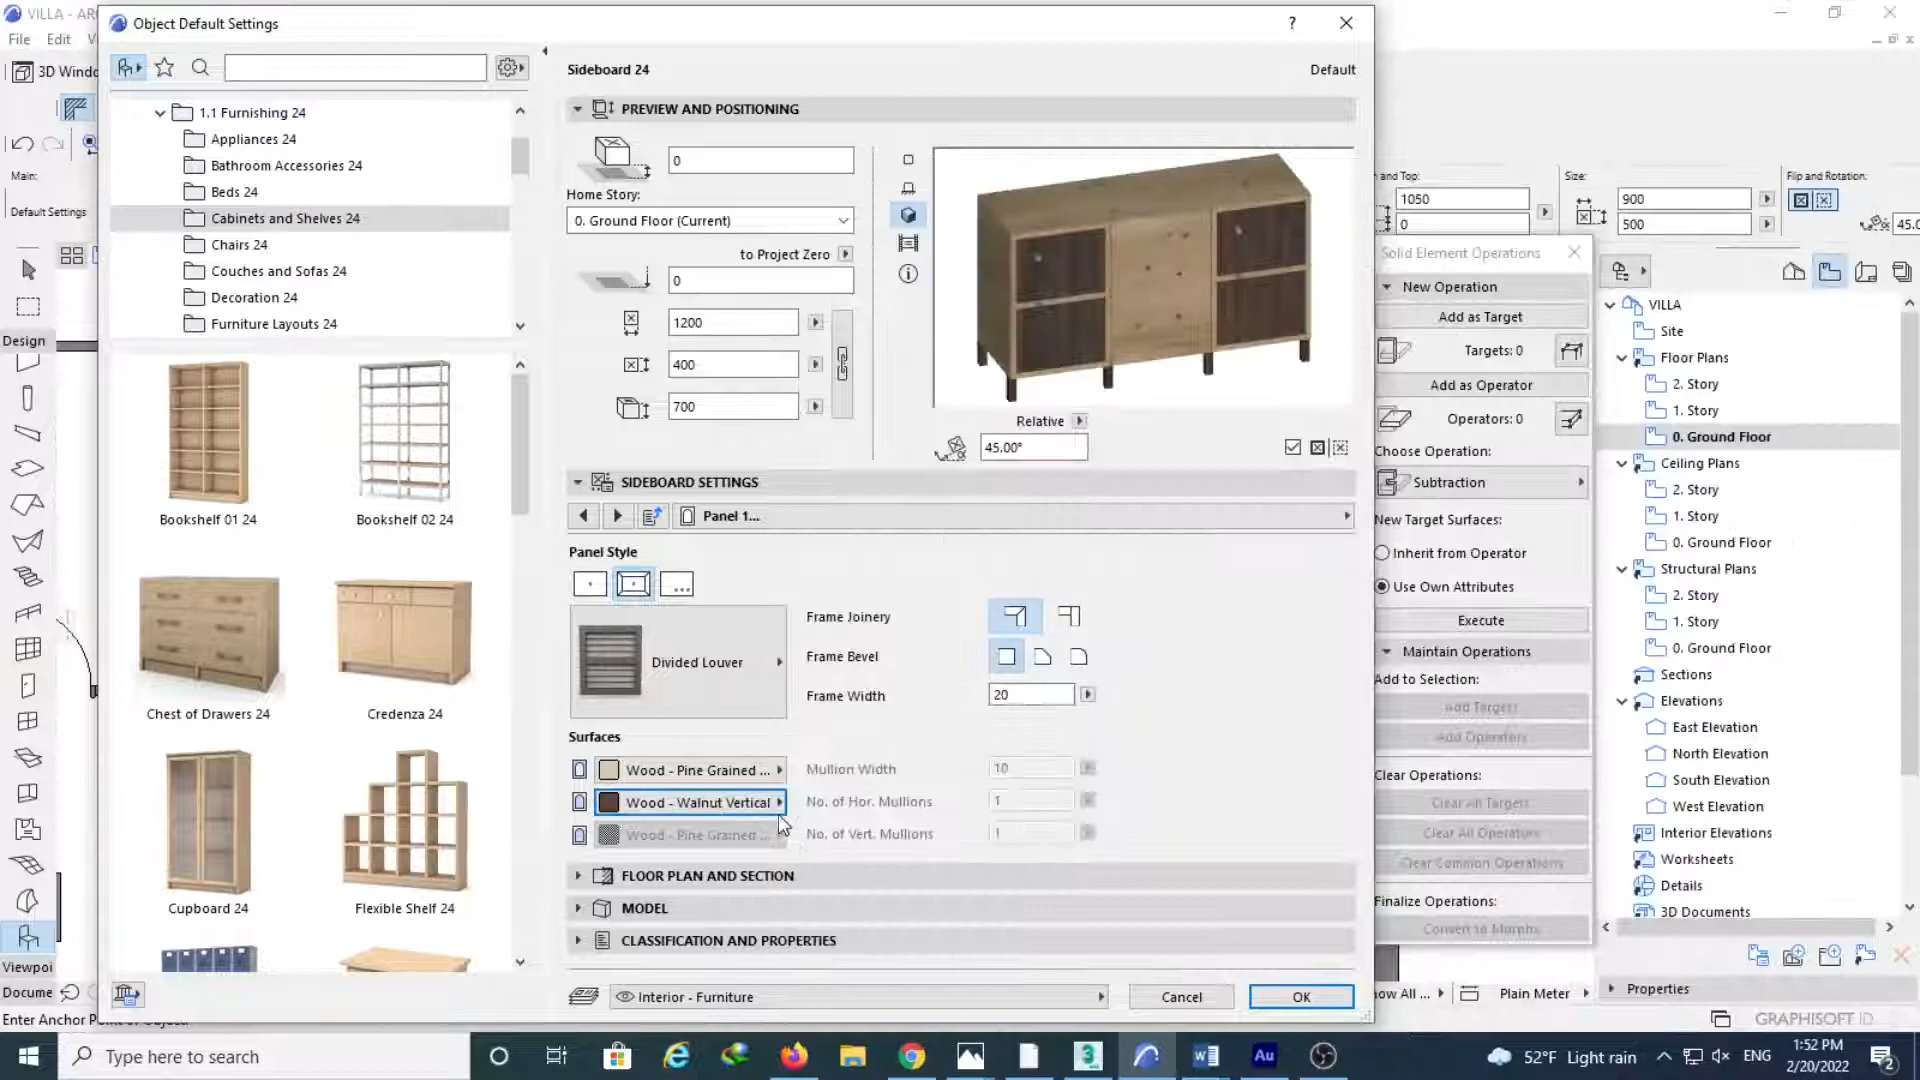 VILLA - AR
File Edit V
3D Windo
Main:
Default Settings
Design
Viewpoi
Docume
Object Default Settings
?
1.1 Furnishing 24
Appliances 24
Bathroom Accessories 24
Beds 24
Cabinets and Shelves 24
Chairs 24
Couches and Sofas 24
Decoration 24
Furniture Layouts 24
Bookshelf 01 24
Bookshelf 02 24
Chest of Drawers 24
Credenza 24
Cupboard 24
Flexible Shelf 24
Sideboard 24
Default
PREVIEW AND POSITIONING
0
Home Story:
0. Ground Floor (Current)
to Project Zero
0
1200
400
700
Relative
45.00°
SIDEBOARD SETTINGS
Panel 1...
Panel Style
Divided Louver
Frame Joinery
Frame Bevel
Frame Width
20
Surfaces
Wood - Pine Grained ...
Mullion Width
10
Wood - Walnut Vertical
No. of Hor. Mullions
1
Wood - Pine Grained ...
No. of Vert. Mullions
1
FLOOR PLAN AND SECTION
MODEL
CLASSIFICATION AND PROPERTIES
Interior - Furniture
Cancel
OK
and Top:
1050
0
Size:
900
500
Flip and Rotation:
45.0
Solid Element Operations
New Operation
Add as Target
Targets: 0
Add as Operator
Operators: 0
Choose Operation:
Subtraction
New Target Surfaces:
Inherit from Operator
Use Own Attributes
Execute
Maintain Operations
Add to Selection:
Add Targets
Add Operators
Clear Operations:
Clear All Targets
Clear All Operators
Clear Common Operations
Finalize Operations:
Convert to Morphs
VILLA
Site
Floor Plans
2. Story
1. Story
0. Ground Floor
Ceiling Plans
2. Story
1. Story
0. Ground Floor
Structural Plans
2. Story
1. Story
0. Ground Floor
Sections
Elevations
East Elevation
North Elevation
South Elevation
West Elevation
Interior Elevations
Worksheets
Details
3D Documents
ow All ...
Plain Meter
Properties
GRAPHISOFT ID
Type here to search
Au
52°F Light rain
ENG
1:52 PM
2/20/2022
2